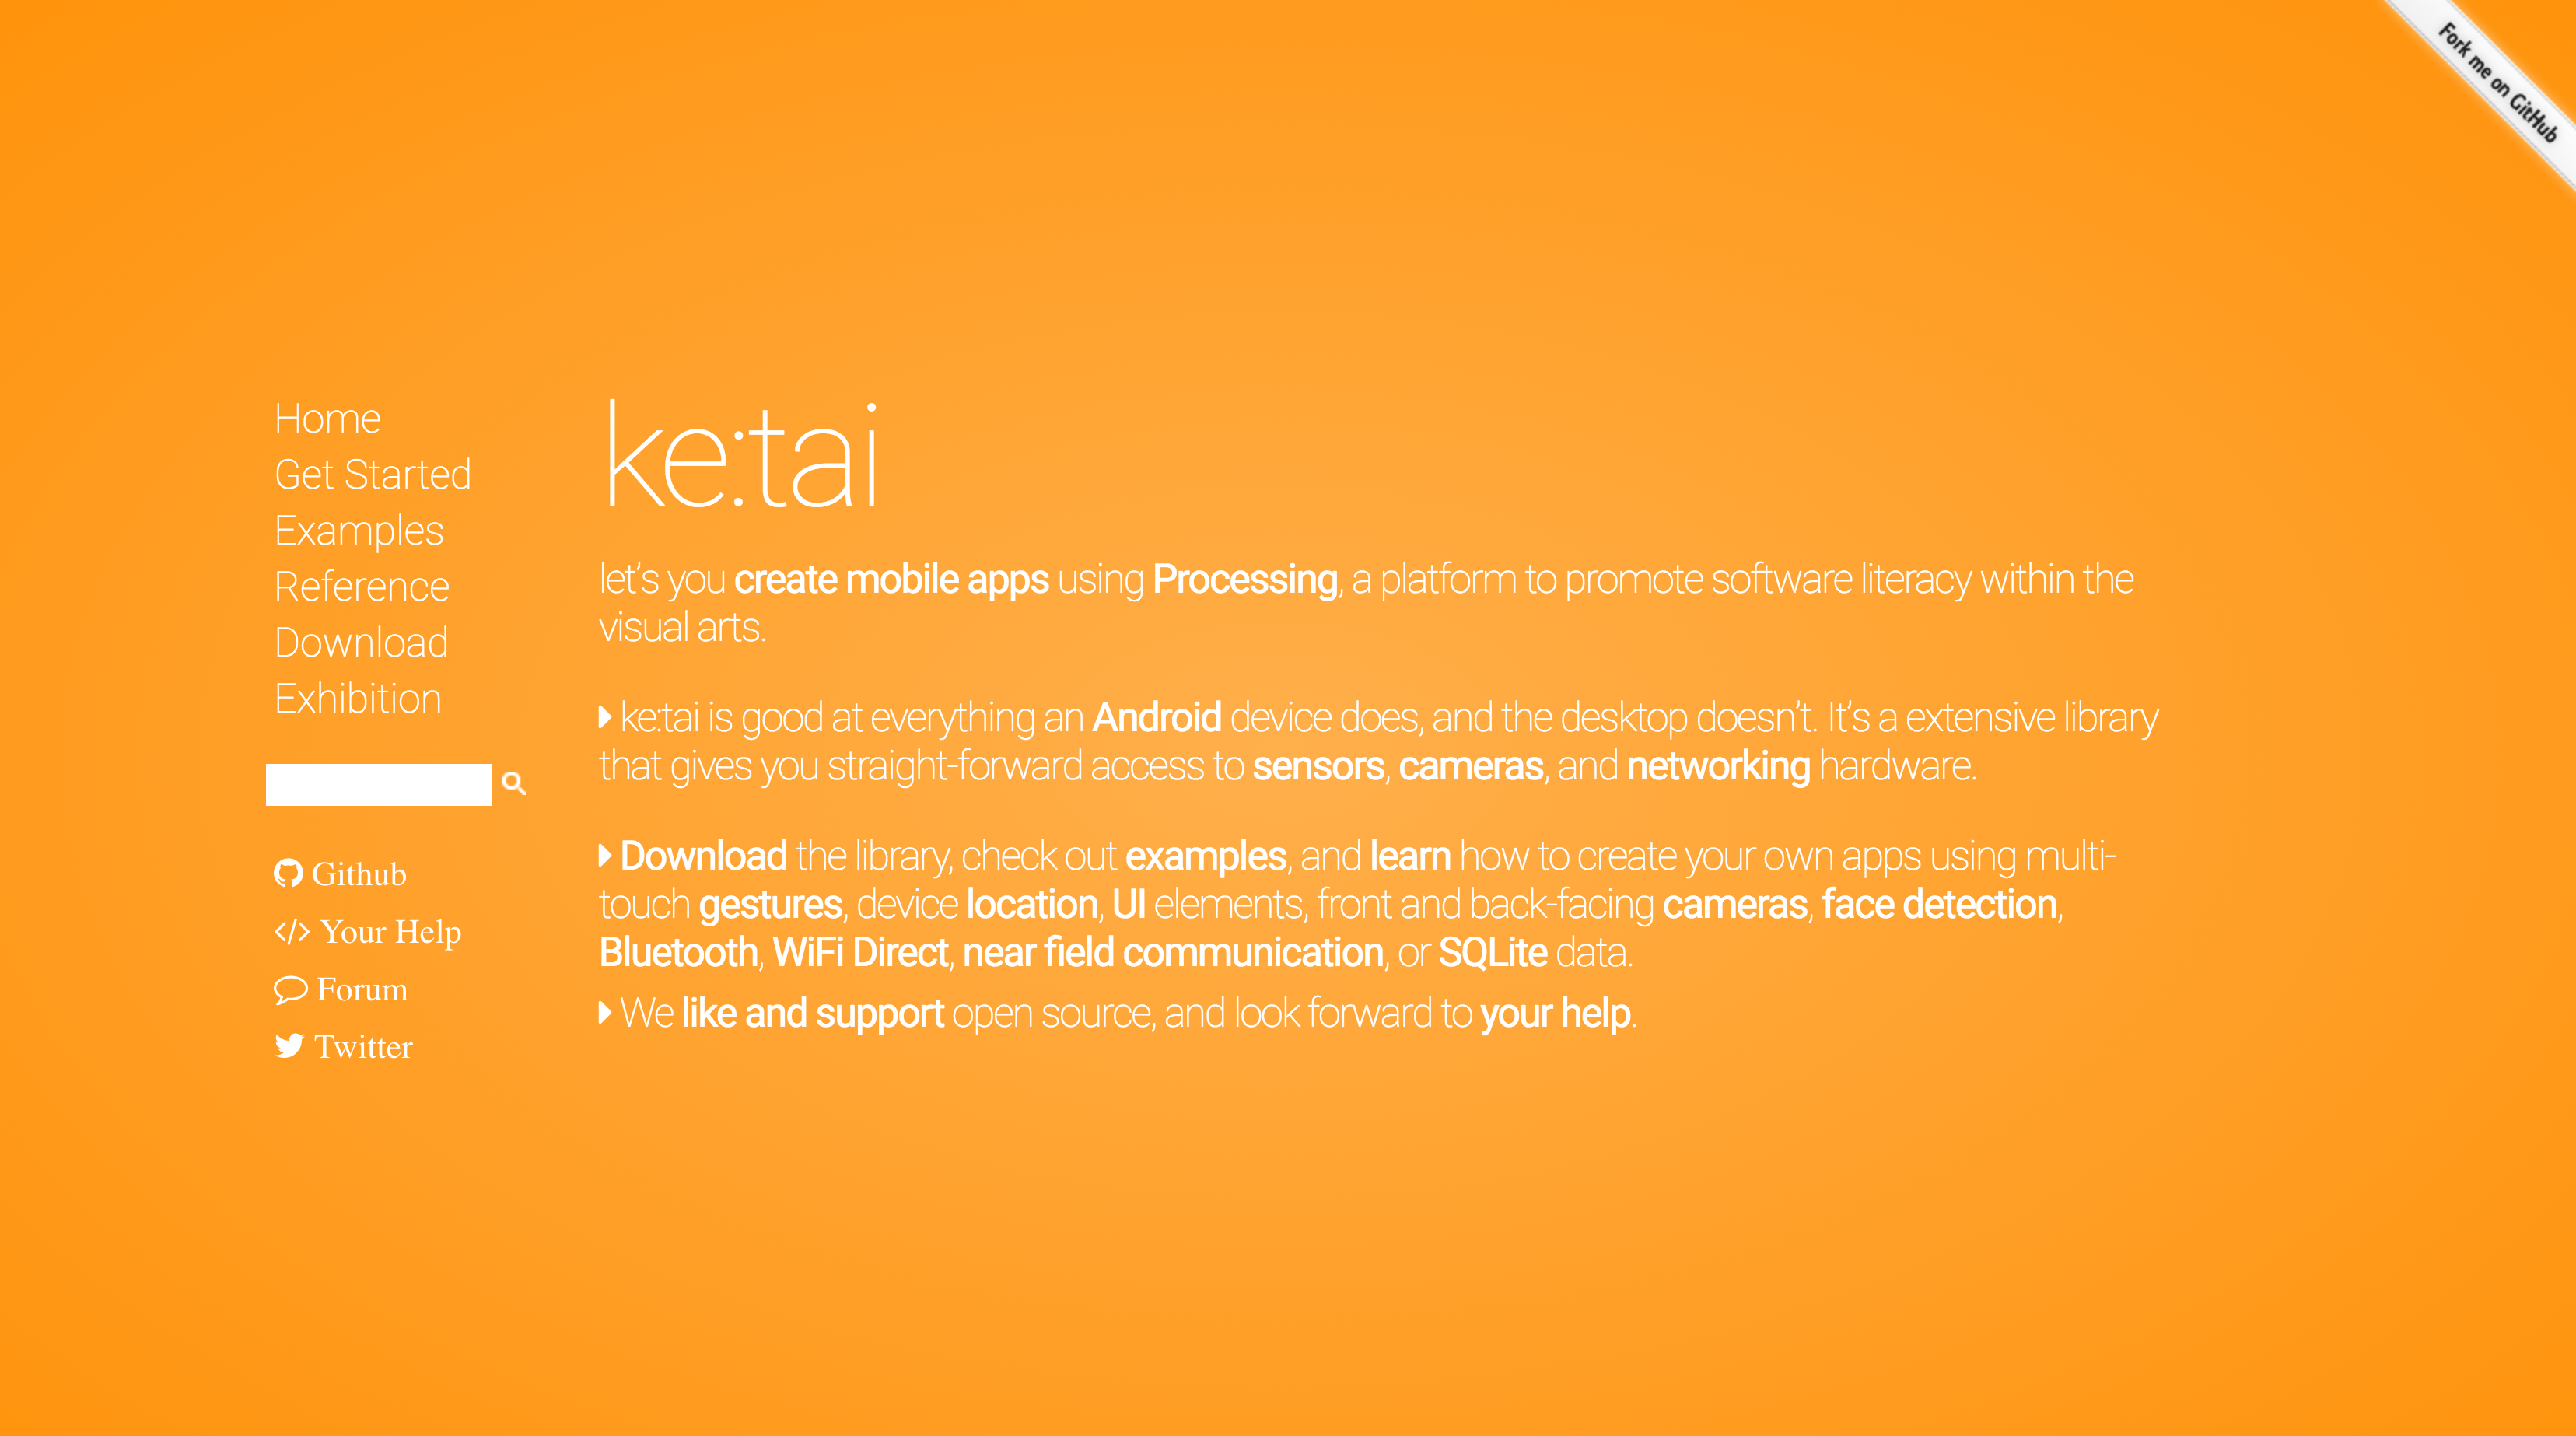 Fork me on GitHub
Home
Get Started
Examples
Reference
Download
Exhibition
Github
Your Help
Forum
Twitter
ke:tai
let’s you create mobile apps using Processing, a platform to promote software literacy within the
visual arts.
ke:tai is good at everything an Android device does, and the desktop doesn’t. It’s a extensive library
that gives you straight-forward access to sensors, cameras, and networking hardware.
Download the library, check out examples, and learn how to create your own apps using multi-
touch gestures, device location, UI elements, front and back-facing cameras, face detection,
Bluetooth, WiFi Direct, near field communication, or SQLite data.
We like and support open source, and look forward to your help.